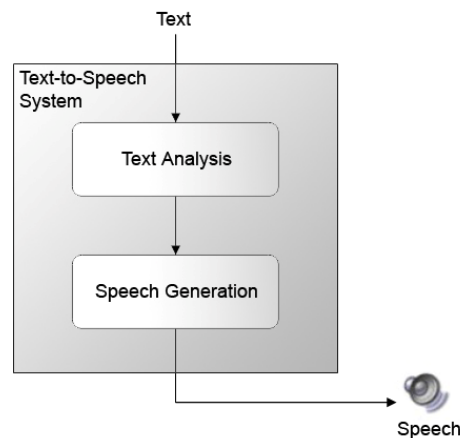 Text
Text-to-Speech
System
Text Analysis
Speech Generation
Speech